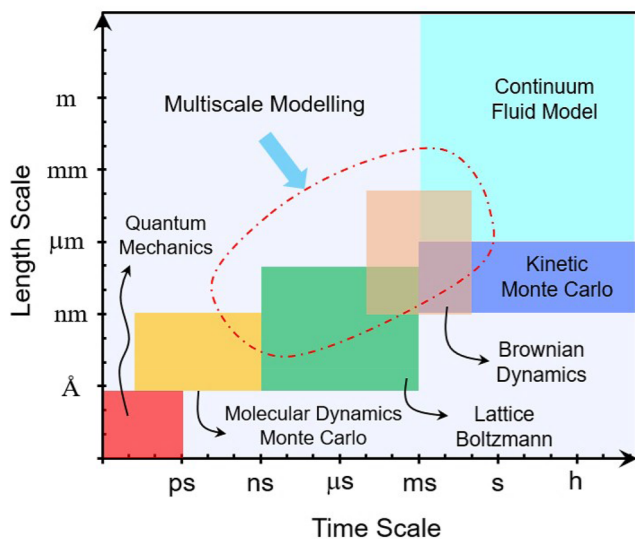 Continuum
Fluid Model
Multiscale Modelling
Quantum
Mechanics
Kinetic
Monte Carlo
Brownian
Dynamics
Molecular Dynamics
Monte Carlo
Lattice
Boltzmann
m
mm
μm
nm
Å
Length Scale
ps
ns
μs
ms
s
h
Time Scale